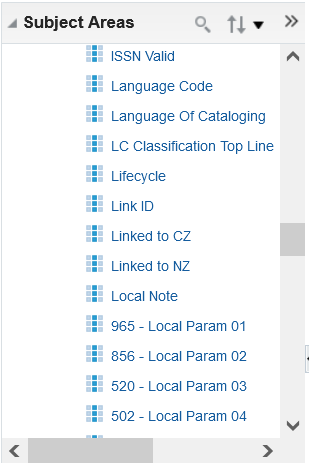 Subject Areas
ISSN Valid
Language Code
Language Of Cataloging
LC Classification Top Line
Lifecycle
Link ID
Linked to CZ
Linked to NZ
Local Note
965 - Local Param 01
856 - Local Param 02
520 - Local Param 03
502 - Local Param 04